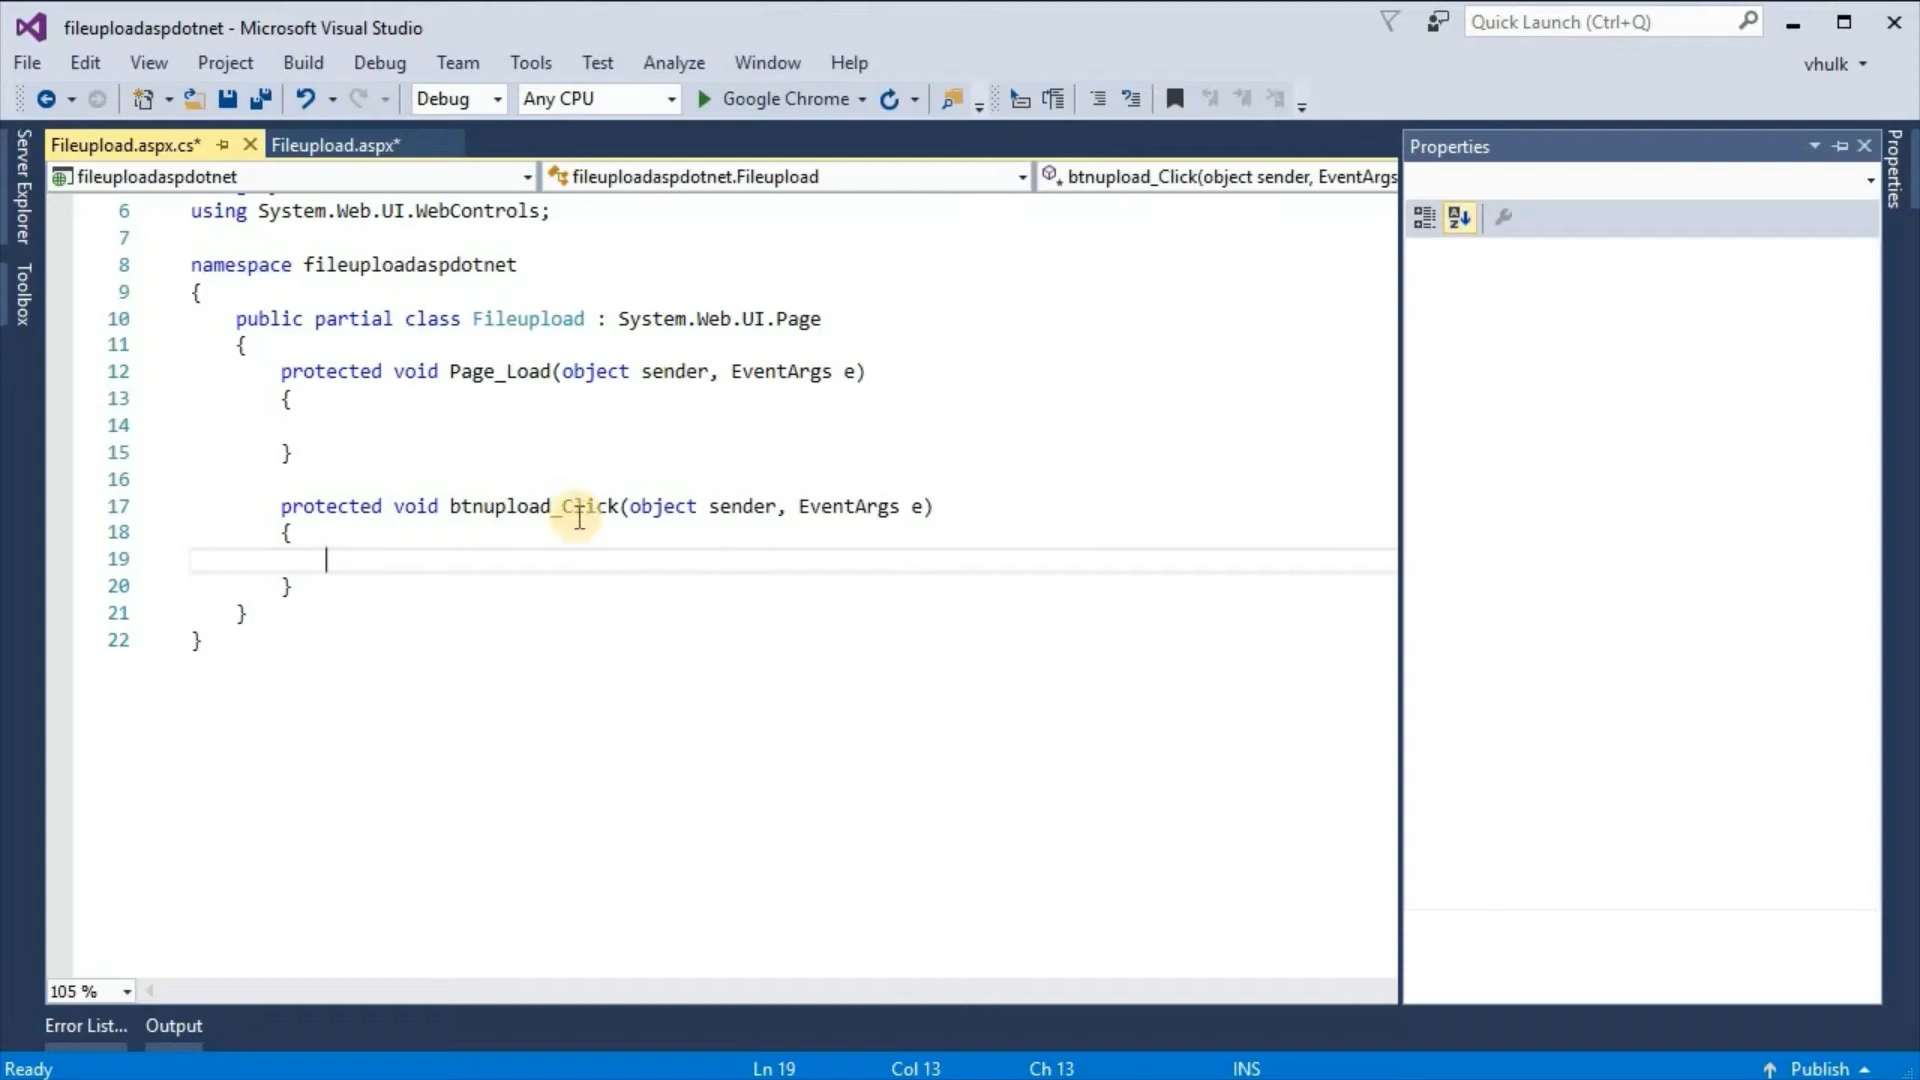 fileuploadaspdotnet - Microsoft Visual Studio
Quick Launch (Ctrl+Q)
File Edit View Project Build Debug Team Tools Test Analyze Window Help
vhulk
Debug Any CPU Google Chrome
Server Explorer
Toolbox
Fileupload.aspx.cs* Fileupload.aspx*
fileuploadaspdotnet fileuploadaspdotnet.Fileupload btnupload_Click(object sender, EventArgs
6 using System.Web.UI.WebControls;
7
8 namespace fileuploadaspdotnet
9 {
10 public partial class Fileupload : System.Web.UI.Page
11 {
12 protected void Page_Load(object sender, EventArgs e)
13 {
14
15 }
16
17 protected void btnupload_Click(object sender, EventArgs e)
18 {
19
20 }
21 }
22 }
105 %
Properties
Properties
Error List... Output
Ready Ln 19 Col 13 Ch 13 INS Publish